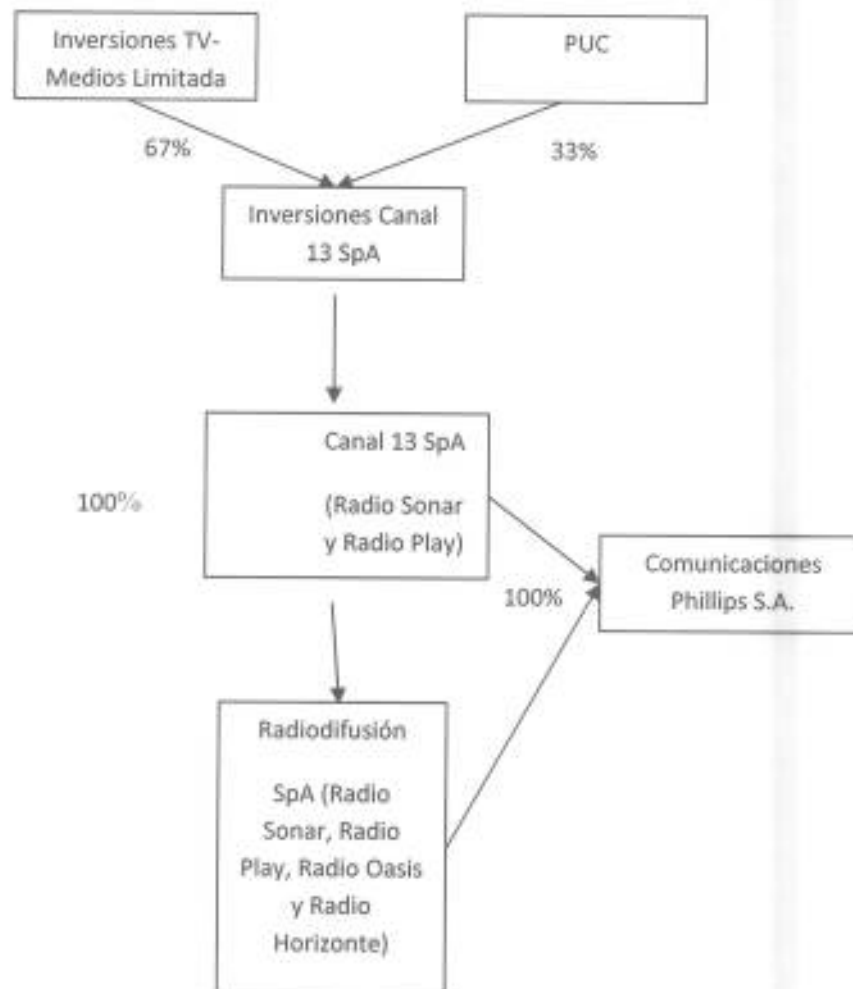 Inversiones TV-
Medios Limitada
PUC
67%
33%
Inversiones Canal
13 SpA
Canal 13 SpA
(Radio Sonar
y Radio Play)
100%
Comunicaciones
Phillips S.A.
100%
Radiodifusión
SpA (Radio
Sonar, Radio
Play, Radio Oasis
y Radio
Horizonte)